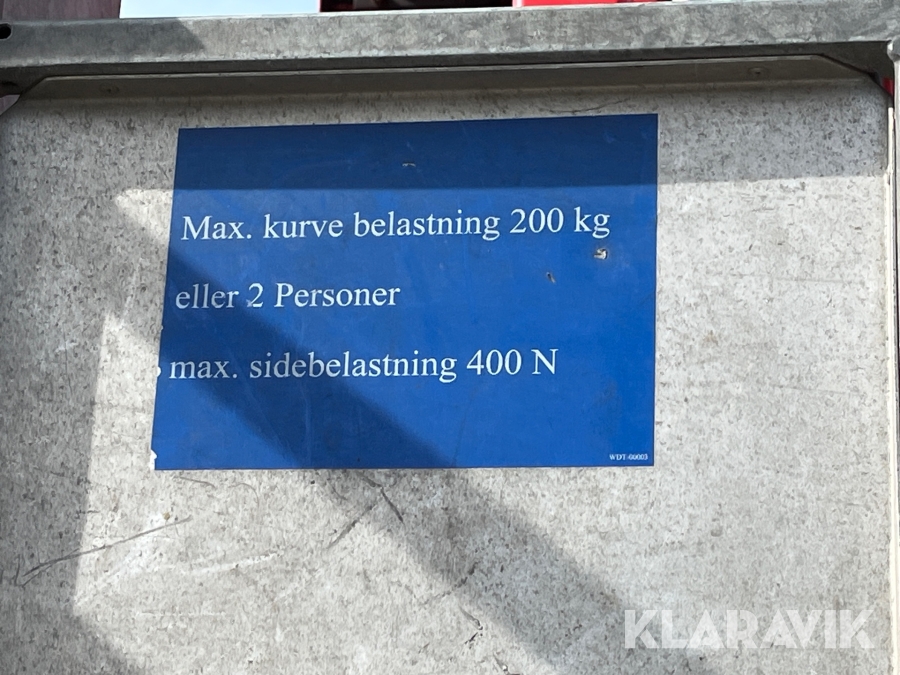 Max. kurve belastning 200 kg
eller 2 Personer
max. sidebelastning 400 N
WDT-00003
KLARAVIK